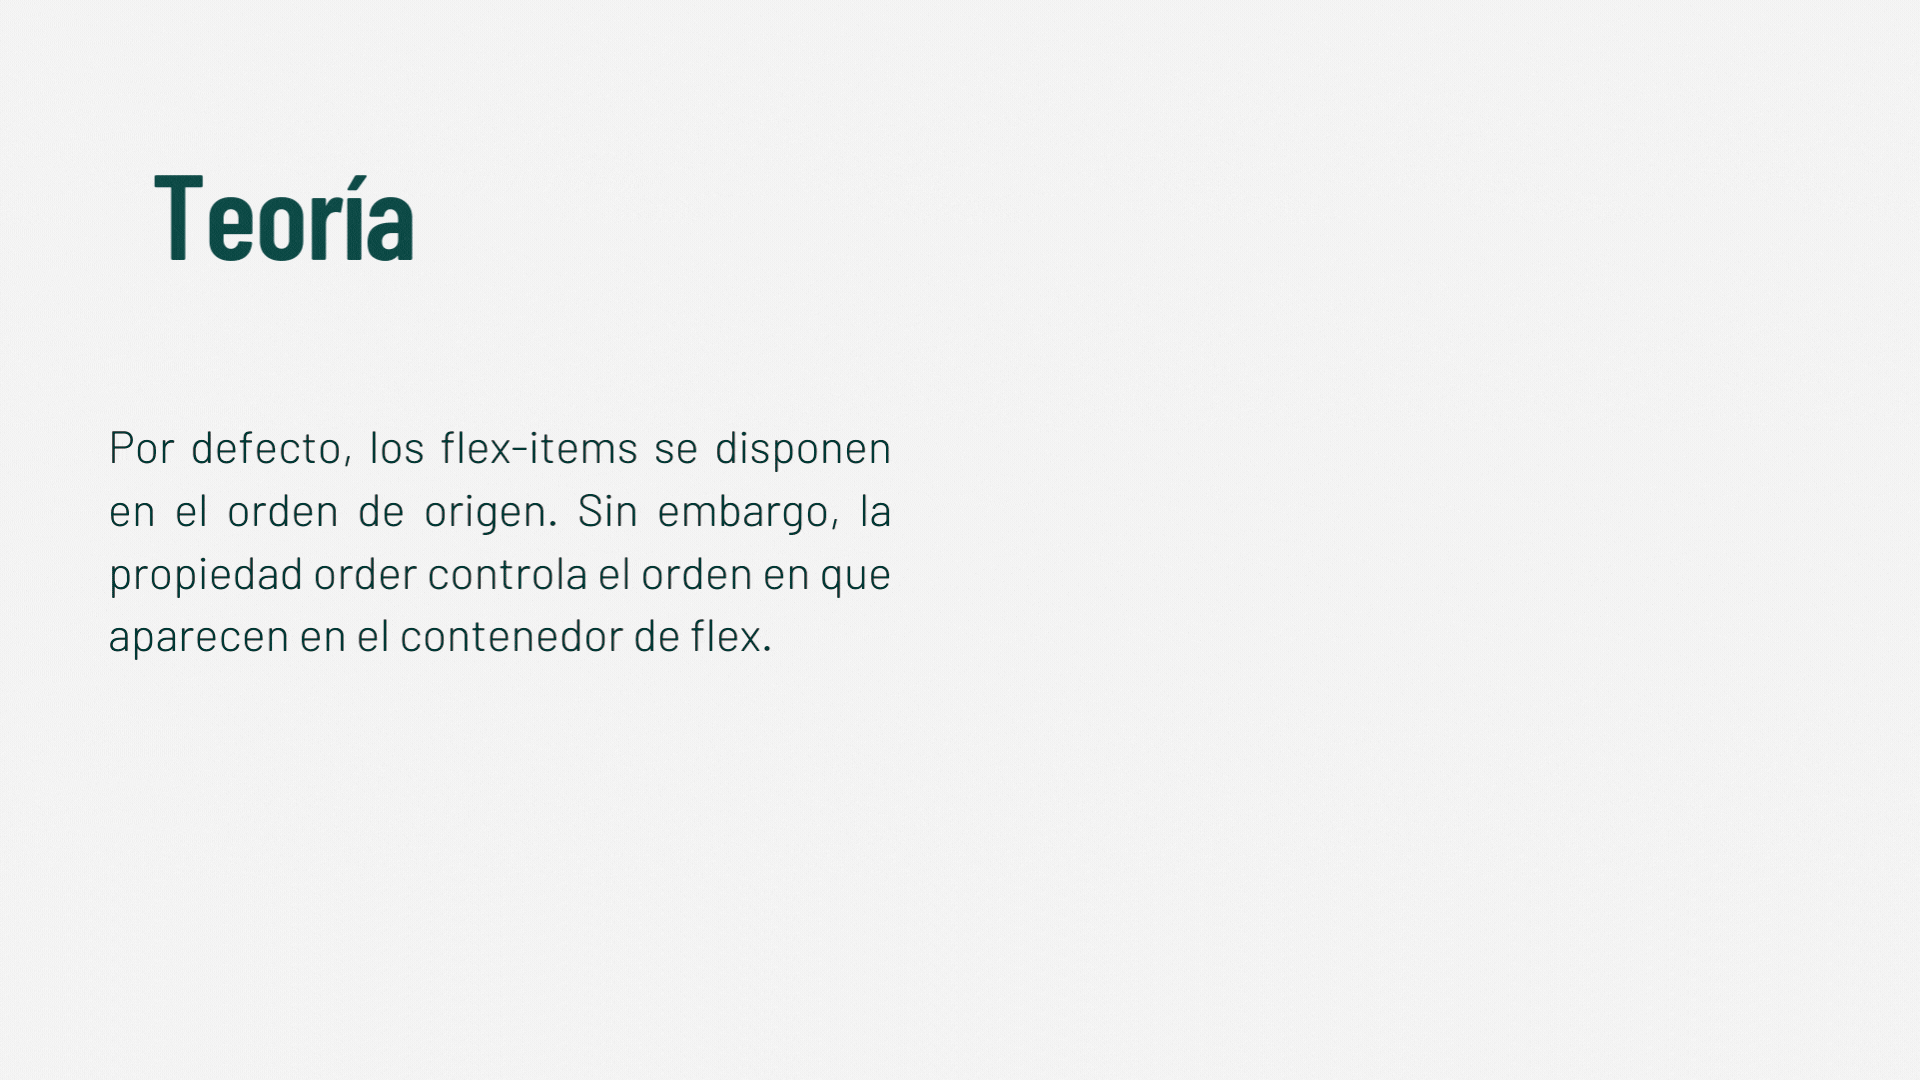 Teoría
Por defecto, los flex-items se disponen
en el orden de origen. Sin embargo, la
propiedad order controla el orden en que
aparecen en el contenedor de flex.